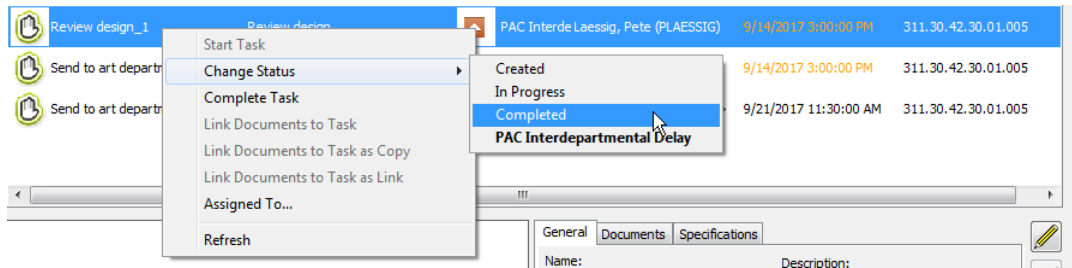 Review design_1 Review design PAC Interde Laessig, Pete (PLAESSIG) 9/14/2017 3:00:00 PM 311.30.42.30.01.005
Send to art departr 9/14/2017 3:00:00 PM 311.30.42.30.01.005
Send to art departr 9/21/2017 11:30:00 AM 311.30.42.30.01.005
Start Task
Change Status
Complete Task
Link Documents to Task
Link Documents to Task as Copy
Link Documents to Task as Link
Assigned To...
Refresh
Created
In Progress
Completed
PAC Interdepartmental Delay
General Documents Specifications
Name: Description: